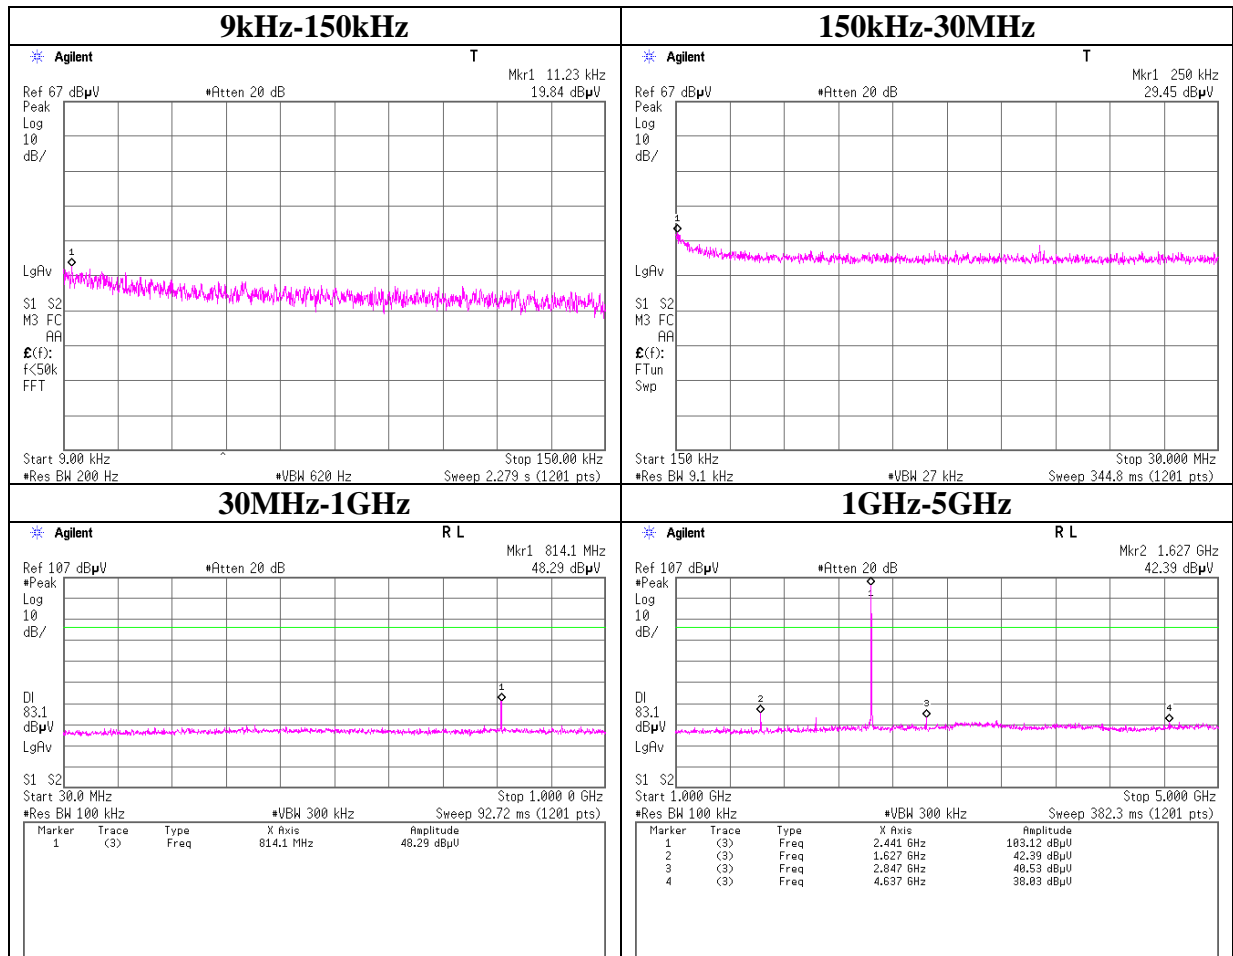 9kHz-150kHz
Agilent
T
Mkr1 11.23 kHz
Ref 67 dBµV #Atten 20 dB 19.84 dBµV
Peak
Log
10
dB/
1
LgAv
S1 S2
M3 FC
AA
£(f):
f<50k
FFT
Start 9.00 kHz ^ Stop 150.00 kHz
#Res BW 200 Hz #VBW 620 Hz Sweep 2.279 s (1201 pts)
150kHz-30MHz
Agilent
T
Mkr1 250 kHz
Ref 67 dBµV #Atten 20 dB 29.45 dBµV
Peak
Log
10
dB/
1
LgAv
S1 S2
M3 FC
AA
£(f):
FTun
Swp
Start 150 kHz Stop 30.000 MHz
#Res BW 9.1 kHz #VBW 27 kHz Sweep 344.8 ms (1201 pts)
30MHz-1GHz
Agilent
R L
Mkr1 814.1 MHz
Ref 107 dBµV #Atten 20 dB 48.29 dBµV
#Peak
Log
10
dB/
1
DI
83.1
dBµV
LgAv
S1 S2
Start 30.0 MHz Stop 1.000 0 GHz
#Res BW 100 kHz #VBW 300 kHz Sweep 92.72 ms (1201 pts)
Marker Trace Type X Axis Amplitude
1 (3) Freq 814.1 MHz 48.29 dBµV
1GHz-5GHz
Agilent
R L
Mkr2 1.627 GHz
Ref 107 dBµV #Atten 20 dB 42.39 dBµV
#Peak
Log
10
dB/
1
2
3
4
DI
83.1
dBµV
LgAv
S1 S2
Start 1.000 GHz Stop 5.000 GHz
#Res BW 100 kHz #VBW 300 kHz Sweep 382.3 ms (1201 pts)
Marker Trace Type X Axis Amplitude
1 (3) Freq 2.441 GHz 103.12 dBµV
2 (3) Freq 1.627 GHz 42.39 dBµV
3 (3) Freq 2.847 GHz 40.53 dBµV
4 (3) Freq 4.637 GHz 38.03 dBµV